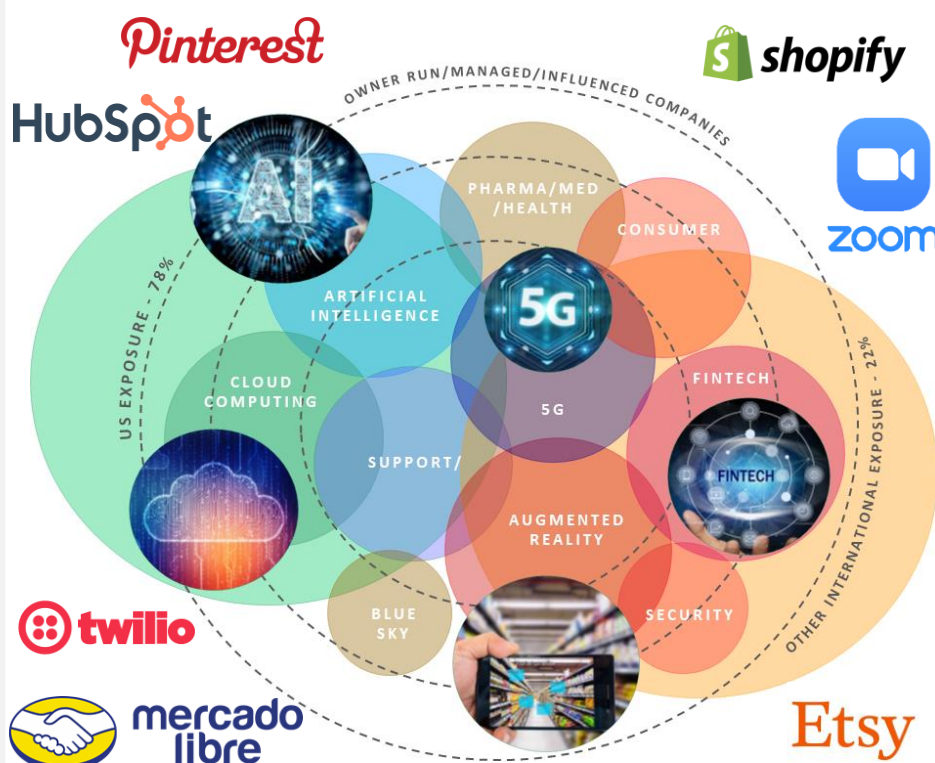 Pinterest
shopify
OWNER RUN/MANAGED/INFLUENCED COMPANIES
HubSpot
AI
PHARMA/MED
/HEALTH
CONSUMER
zoom
US EXPOSURE - 78%
5G
ARTIFICIAL
INTELLIGENCE
CLOUD
COMPUTING
FINTECH
5G
OTHER INTERNATIONAL EXPOSURE - 22%
SUPPORT/
FINTECH
AUGMENTED
REALITY
BLUE
SKY
SECURITY
twilio
mercado
libre
Etsy